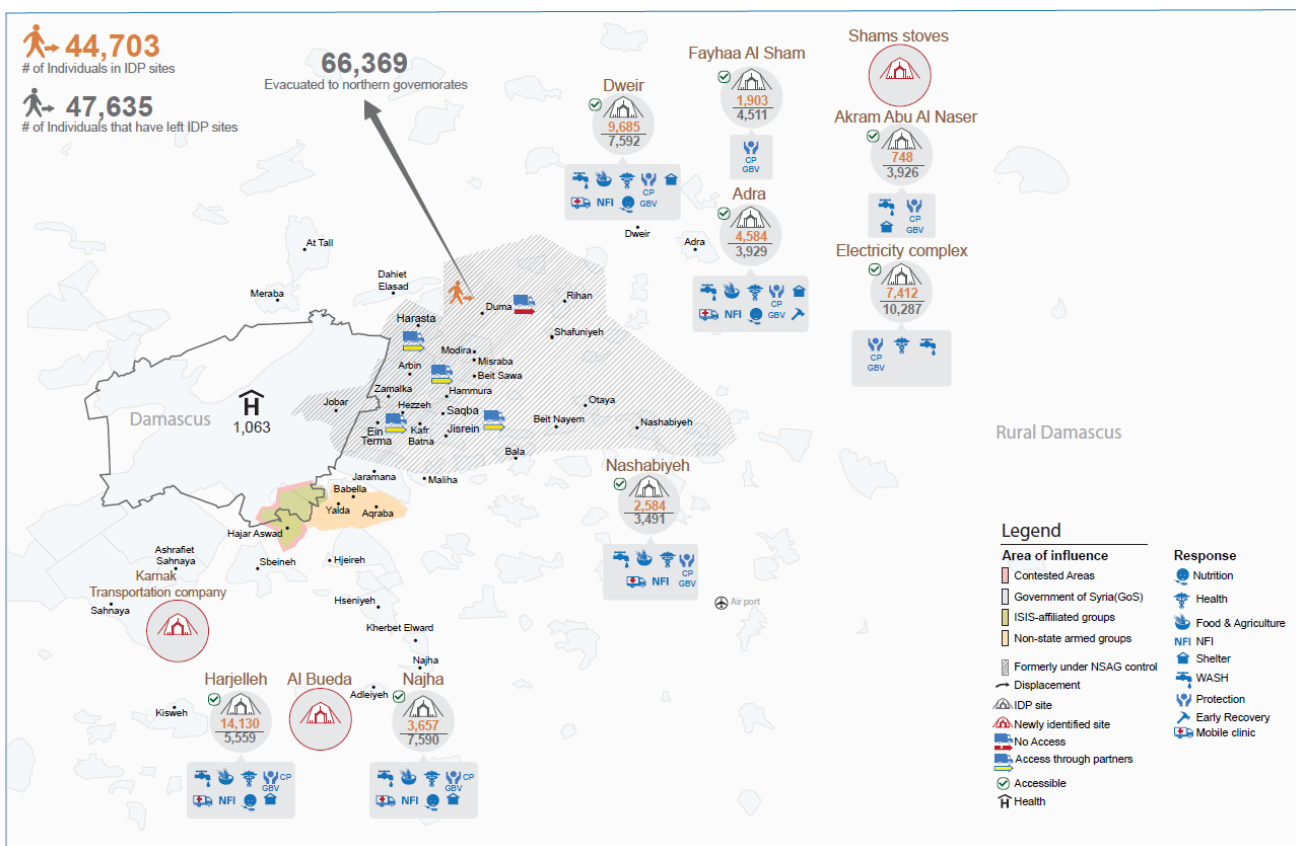 44,703
# of Individuals in IDP sites
47,635
# of Individuals that have left IDP sites
66,369
Evacuated to northern governorates
Dweir
9,685
7,592
CP
NFI
GBV
Fayhaa Al Sham
1,903
4,511
CP
GBV
Shams stoves
Akram Abu Al Naser
748
3,926
CP
GBV
Adra
4,584
3,929
CP
NFI
GBV
Electricity complex
7,412
10,287
CP
GBV
Dweir
Adra
At Tall
Meraba
Dahiet
Elasad
Harasta
Duma
Rihan
Shafuniyeh
Modira
Misraba
Beit Sawa
Arbin
Zamalka
Hammura
Hezzeh
Saqba
Jobar
Ein
Terma
Kafr
Batna
Jisrein
Otaya
Beit Nayem
Nashabiyeh
Bala
Damascus
1,063
Rural Damascus
Jaramana
Maliha
Babella
Yalda
Aqraba
Hajar Aswad
Nashabiyeh
2,584
3,491
CP
NFI
GBV
Air port
Ashrafiet
Sahnaya
Sbeineh
Hjeireh
Karnak
Transportation company
Sahnaya
Hseniyeh
Kherbet Elward
Najha
Adleiyeh
Kisweh
Harjelleh
14,130
5,559
CP
GBV
NFI
Al Bueda
Najha
3,657
7,590
CP
GBV
NFI
Legend
Area of influence
Contested Areas
Government of Syria(GoS)
ISIS-affiliated groups
Non-state armed groups
Formerly under NSAG control
Displacement
IDP site
Newly identified site
No Access
Access through partners
Accessible
Health
Response
Nutrition
Health
Food & Agriculture
NFI NFI
Shelter
WASH
Protection
Early Recovery
Mobile clinic